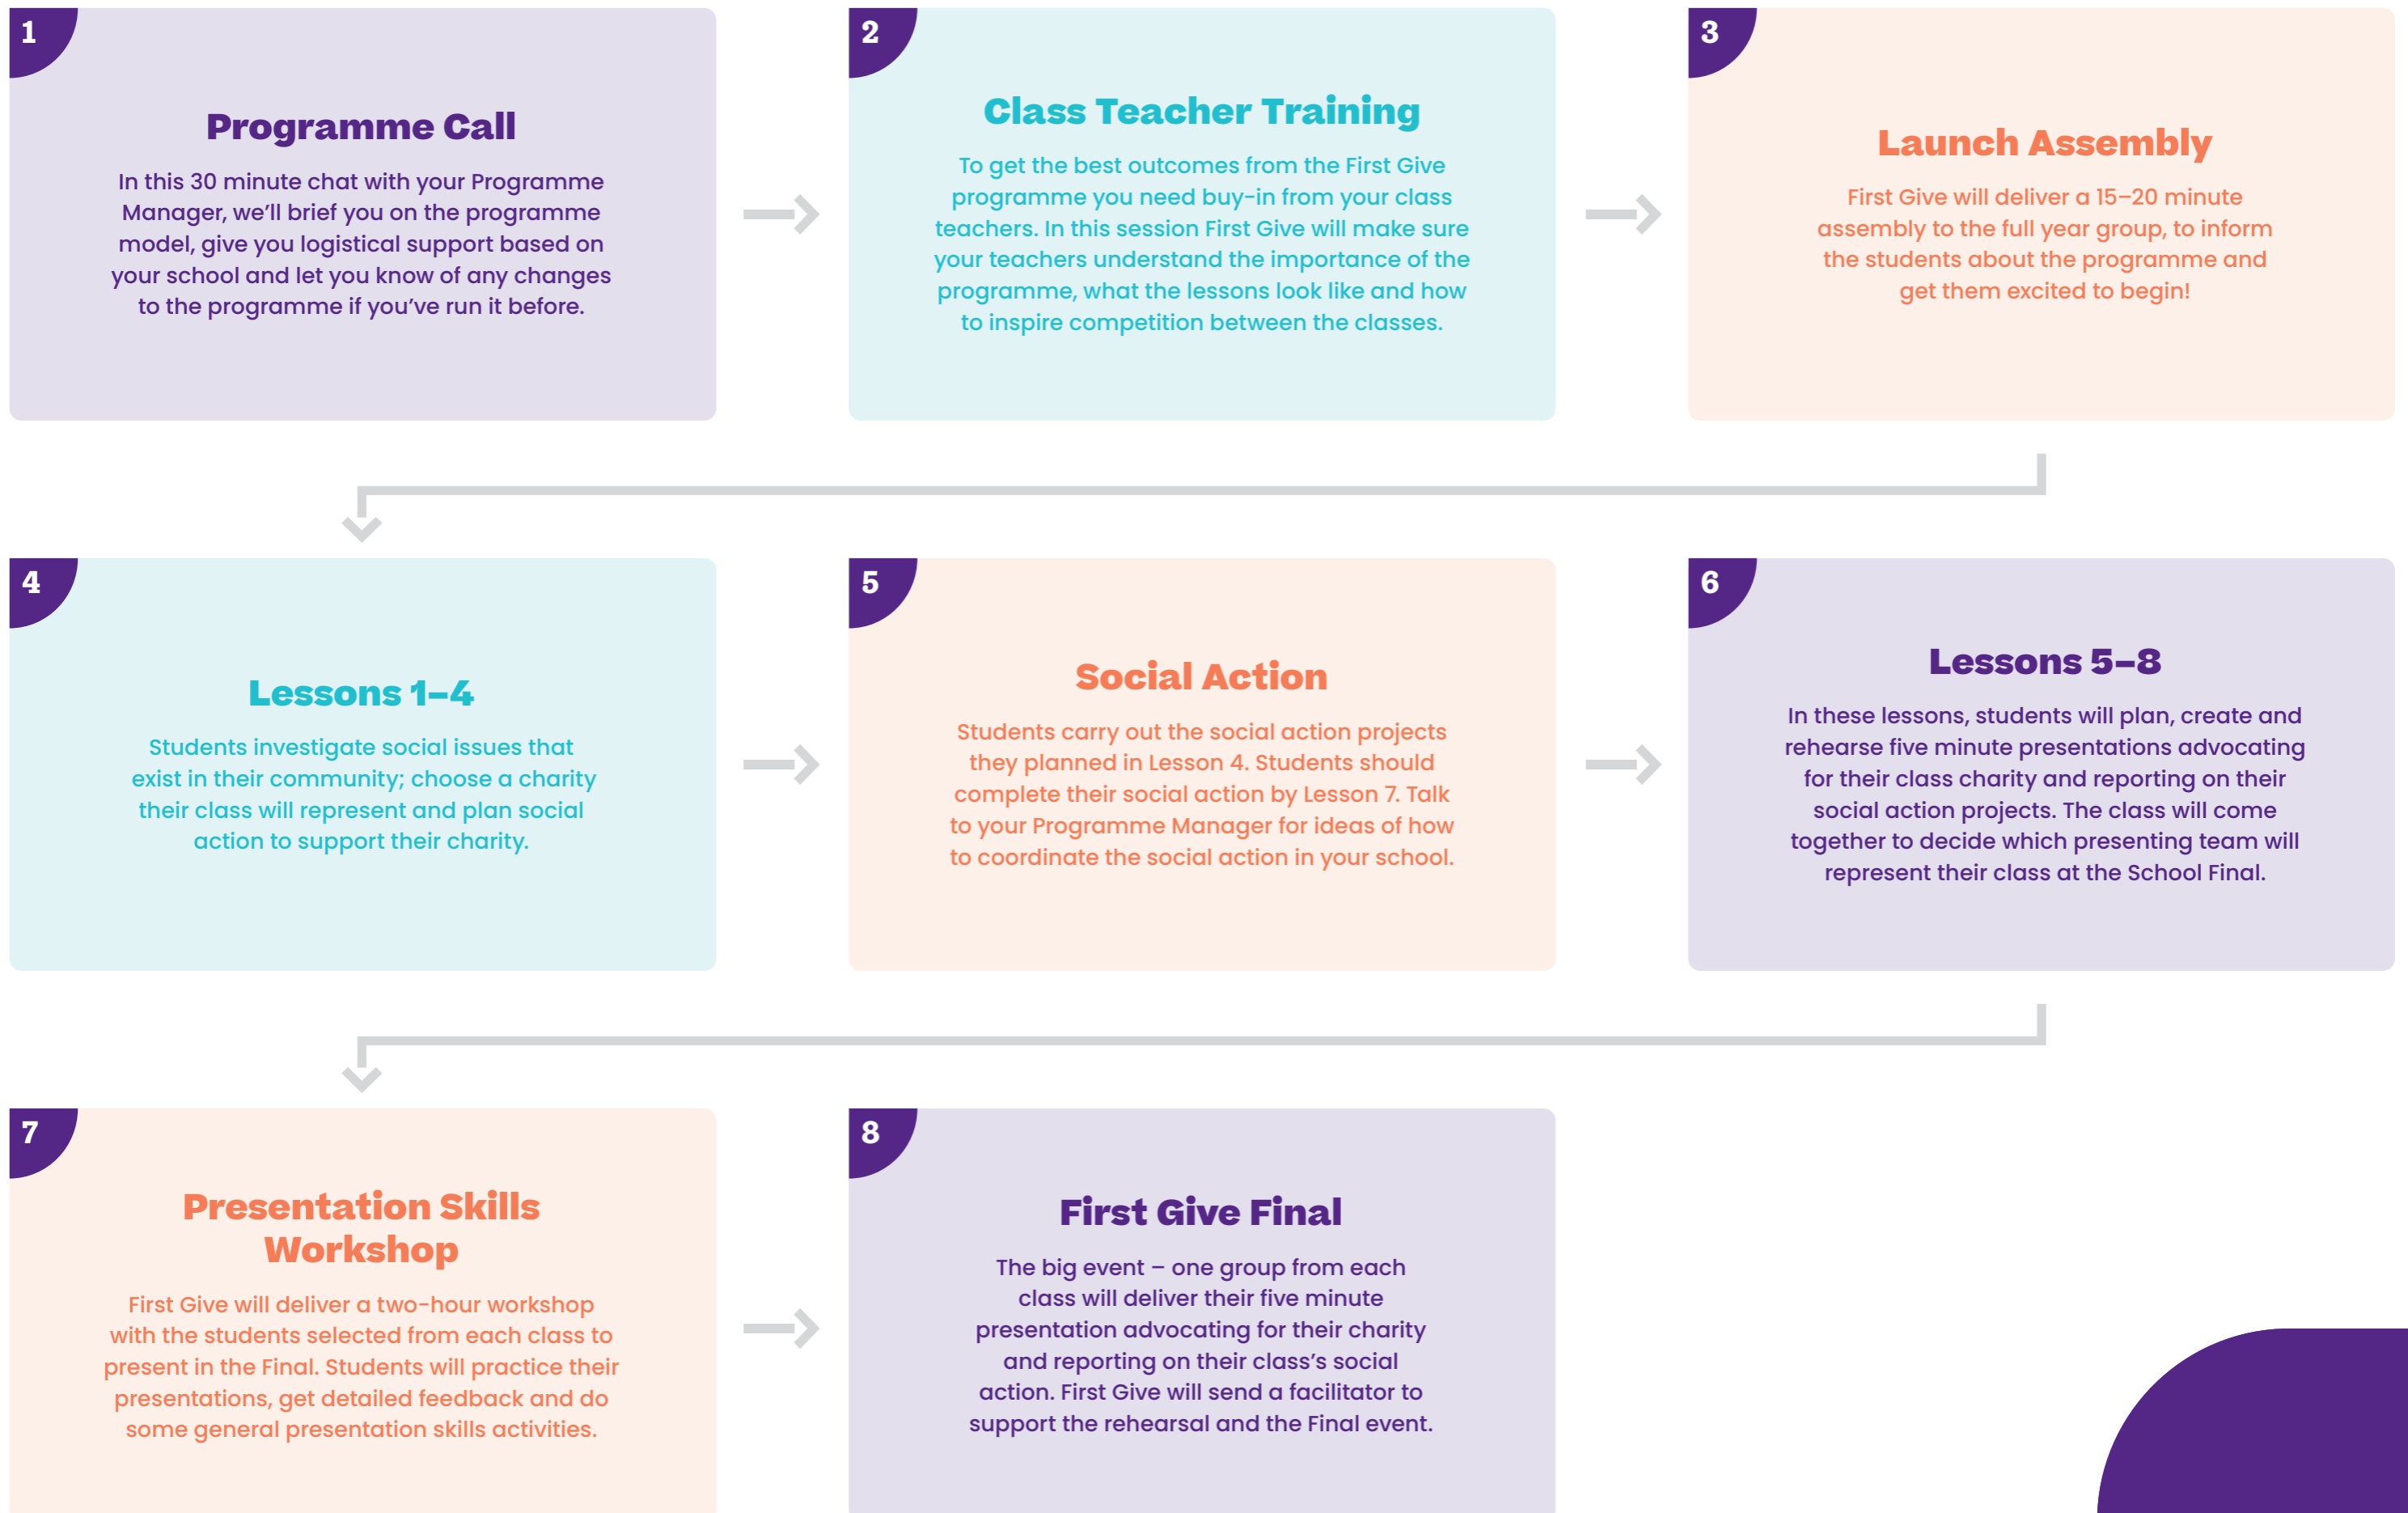 1
Programme Call
In this 30 minute chat with your Programme
Manager, we’ll brief you on the programme
model, give you logistical support based on
your school and let you know of any changes
to the programme if you’ve run it before.
2
Class Teacher Training
To get the best outcomes from the First Give
programme you need buy-in from your class
teachers. In this session First Give will make sure
your teachers understand the importance of the
programme, what the lessons look like and how
to inspire competition between the classes.
3
Launch Assembly
First Give will deliver a 15–20 minute
assembly to the full year group, to inform
the students about the programme and
get them excited to begin!
4
Lessons 1–4
Students investigate social issues that
exist in their community; choose a charity
their class will represent and plan social
action to support their charity.
5
Social Action
Students carry out the social action projects
they planned in Lesson 4. Students should
complete their social action by Lesson 7. Talk
to your Programme Manager for ideas of how
to coordinate the social action in your school.
6
Lessons 5–8
In these lessons, students will plan, create and
rehearse five minute presentations advocating
for their class charity and reporting on their
social action projects. The class will come
together to decide which presenting team will
represent their class at the School Final.
7
Presentation Skills
Workshop
First Give will deliver a two-hour workshop
with the students selected from each class to
present in the Final. Students will practice their
presentations, get detailed feedback and do
some general presentation skills activities.
8
First Give Final
The big event – one group from each
class will deliver their five minute
presentation advocating for their charity
and reporting on their class’s social
action. First Give will send a facilitator to
support the rehearsal and the Final event.